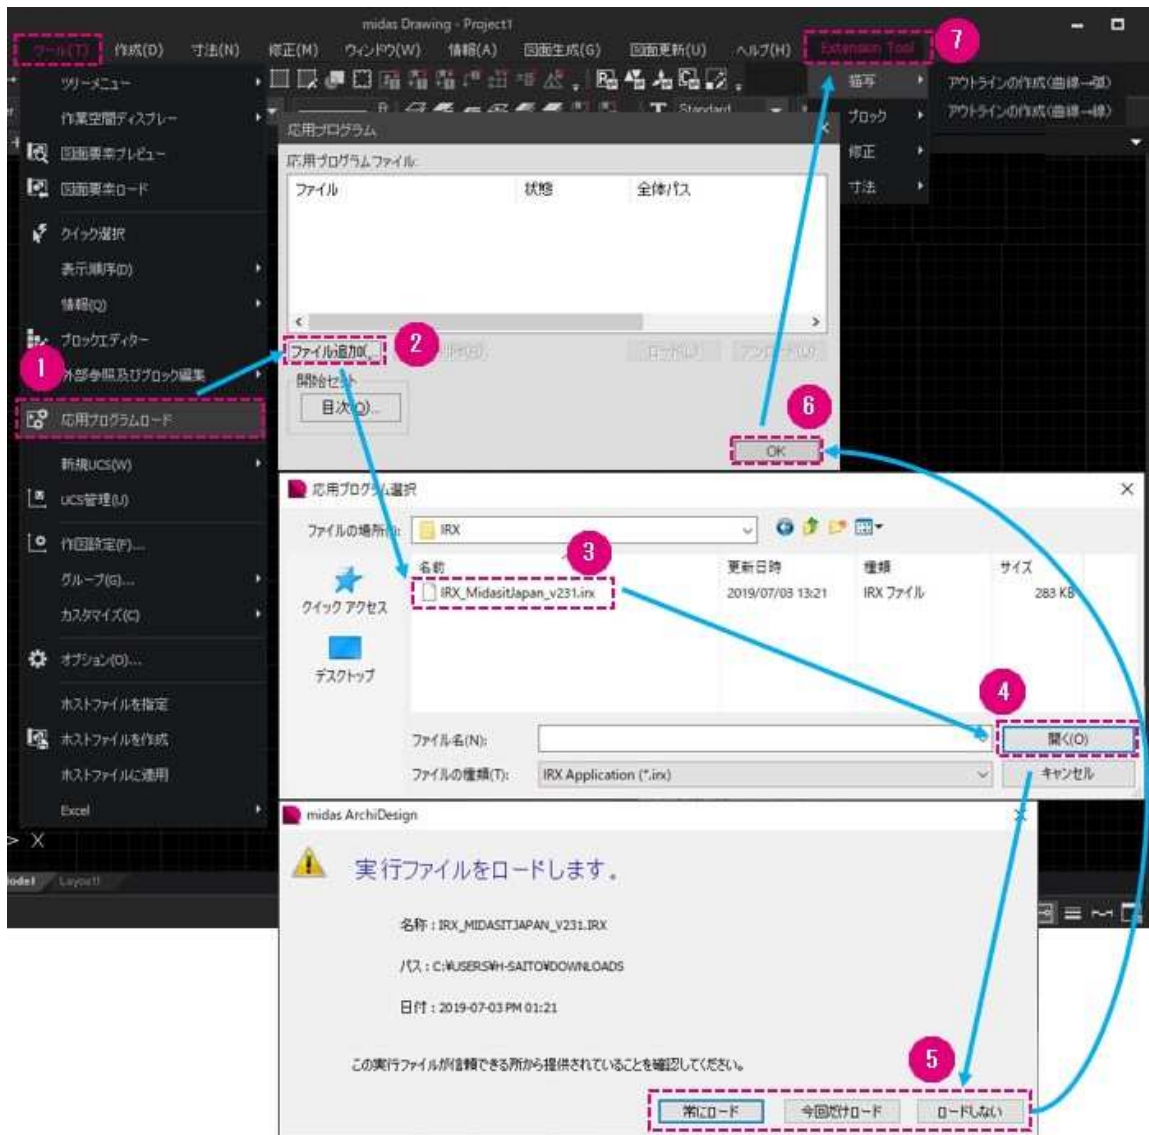 midas Drawing - Project1
ツール(T) 作成(D) 寸法(N) 修正(M) ウィンドウ(W) 情報(A) 図面生成(G) 図面更新(U) ヘルプ(H) Extension Tool
7
ツリーメニュー
作業空間ディスプレー
図面要素プレビュー
図面要素ロード
クイック選択
表示順序(D)
情報(Q)
ブロックエディター
1
外部参照及びブロック編集
応用プログラムロード
新規UCS(W)
UCS管理(U)
作図設定(F)...
グループ(G)...
カスタマイズ(C)
オプション(O)...
ホストファイルを指定
ホストファイルを作成
ホストファイルに適用
Excel
X
Model Layout1
Standard
描写
ブロック
修正
寸法
アウトラインの作成(曲線→弧)
アウトラインの作成(曲線→線)
応用プログラム
応用プログラムファイル:
ファイル 状態 全体パス
ファイル追加(
2
ロード(L) アンロード(U)
開始セット
目次(O)...
6
OK
応用プログラム選択
ファイルの場所(I): IRX
3
名前 更新日時 種類 サイズ
IRX_MidasitJapan_v231.irx 2019/07/03 13:21 IRX ファイル 283 KB
クイック アクセス
デスクトップ
4
ファイル名(N): 開く(O)
ファイルの種類(T): IRX Application (*.irx) キャンセル
midas ArchiDesign
実行ファイルをロードします。
名称 : IRX_MIDASITJAPAN_V231.IRX
パス : C:¥USERS¥H-SAITO¥DOWNLOADS
日付 : 2019-07-03 PM 01:21
この実行ファイルが信頼できる所から提供されていることを確認してください。
5
常にロード 今回だけロード ロードしない